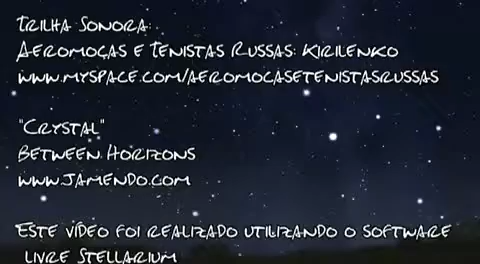 Trilha Sonora:
Aeromoças e Tenistas Russas: Kirilenko
www.myspace.com/aeromocasetenistasrussas
"Crystal"
Between Horizons
www.jamendo.com
Este vídeo foi realizado utilizando o software
livre Stellarium